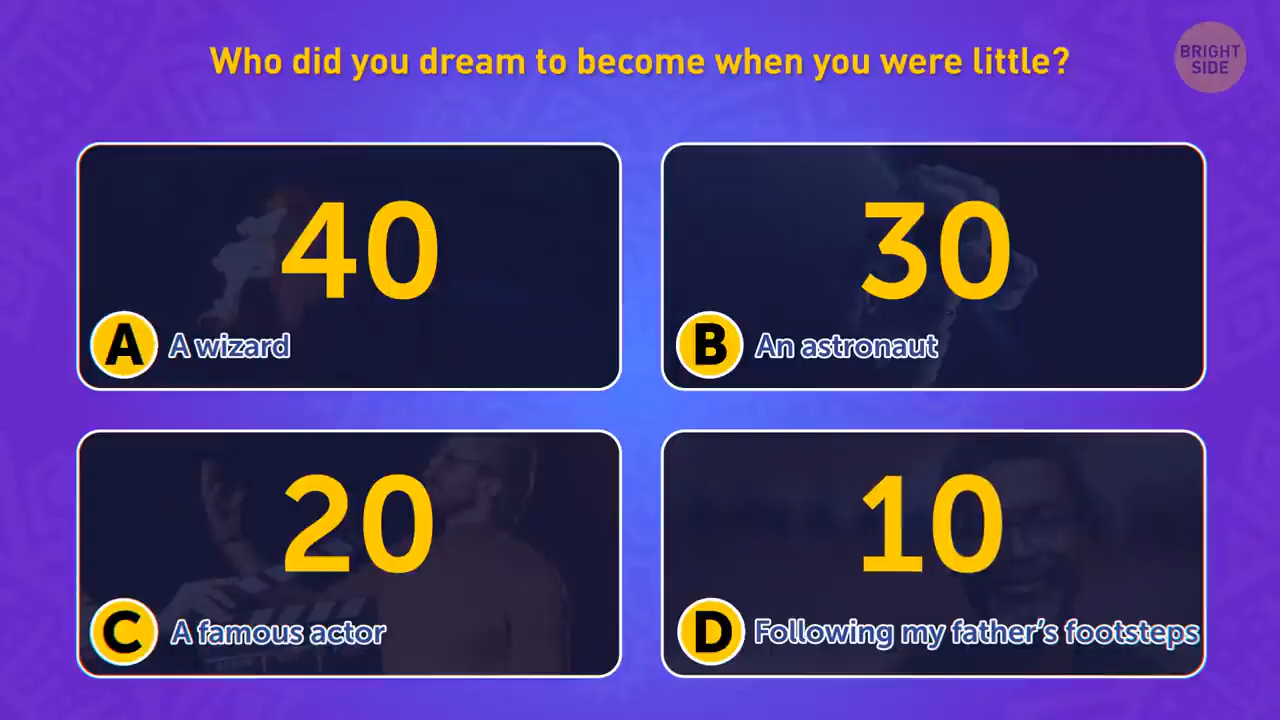 Who did you dream to become when you were little?
BRIGHT
SIDE
40
A A wizard
30
B An astronaut
20
C A famous actor
10
D Following my father's footsteps